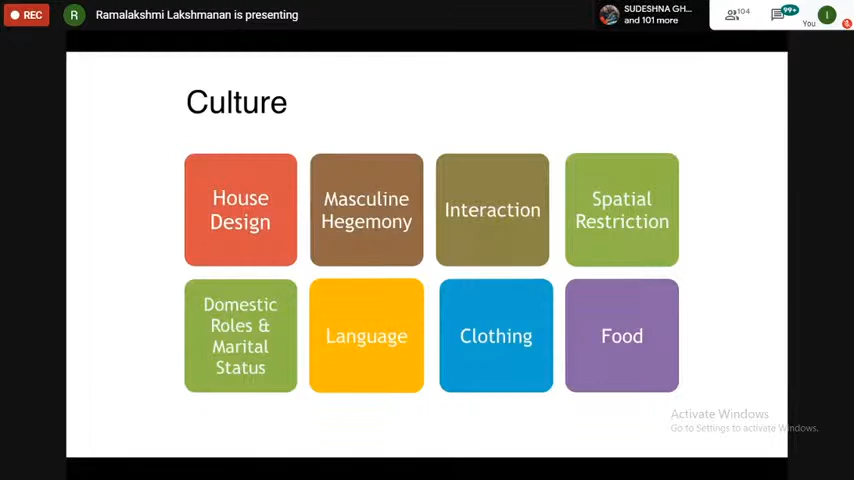 REC
R
Ramalakshmi Lakshmanan is presenting
SUDESHNA GH...
and 101 more
104
99+
You
I
Culture
House
Design
Masculine
Hegemony
Interaction
Spatial
Restriction
Domestic
Roles &
Marital
Status
Language
Clothing
Food
Activate Windows
Go to Settings to activate Windows.